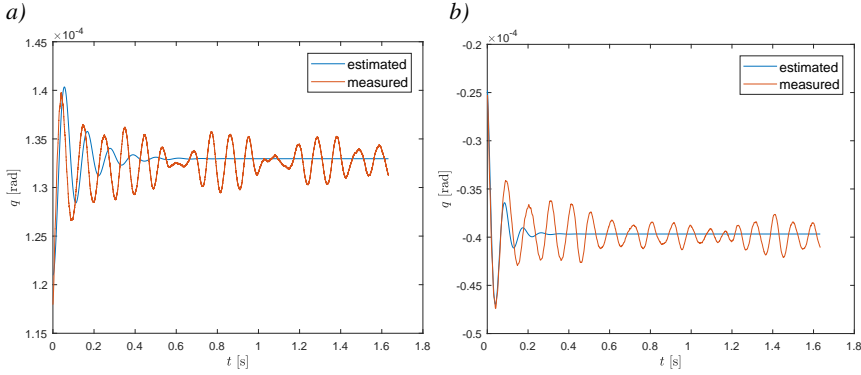 a)
×10⁻⁴
1.45
1.4
1.35
1.3
1.25
1.2
1.15
q [rad]
0 0.2 0.4 0.6 0.8 1 1.2 1.4 1.6 1.8
t [s]
estimated
measured
b)
×10⁻⁴
-0.2
-0.25
-0.3
-0.35
-0.4
-0.45
-0.5
q [rad]
0 0.2 0.4 0.6 0.8 1 1.2 1.4 1.6 1.8
t [s]
estimated
measured